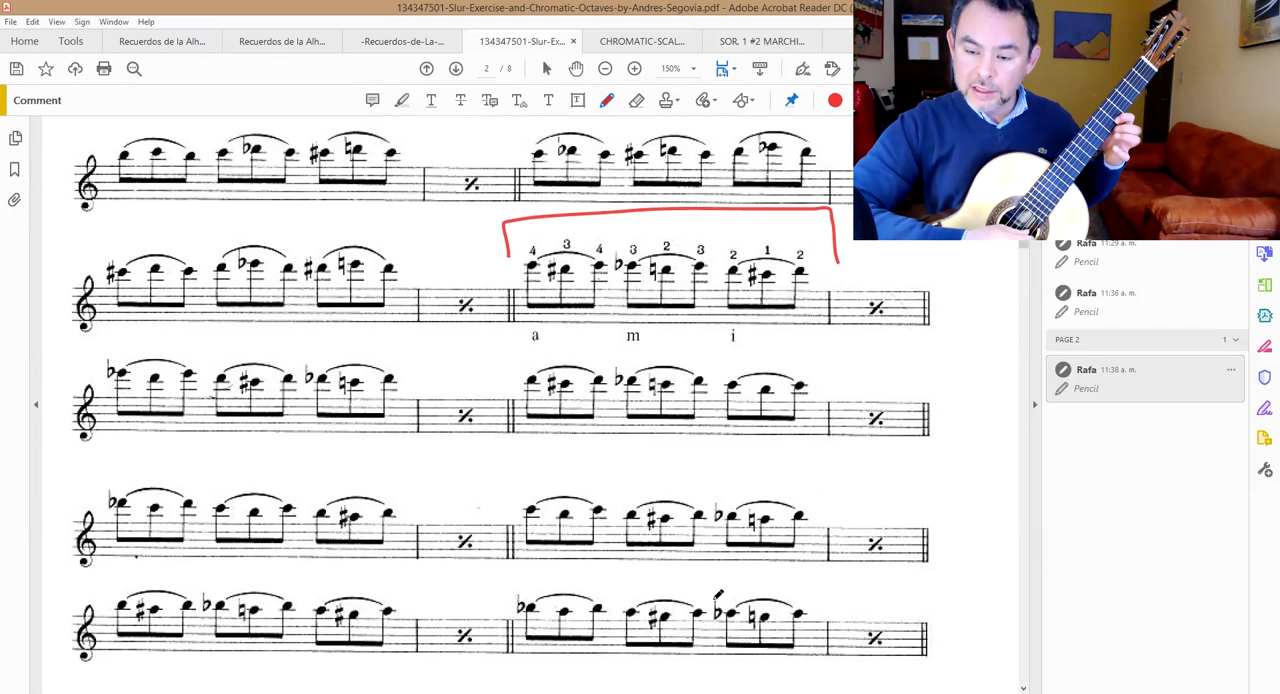 134347501-Slur-Exercise-and-Chromatic-Octaves-by-Andres-Segovia.pdf - Adobe Acrobat Reader DC (
File Edit View Sign Window Help
Home Tools Recuerdos de la Alh... Recuerdos de la Alh... -Recuerdos-de-La-... 134347501-Slur-Ex... × CHROMATIC-SCAL... SOR, 1 #2 MARCHI...
2 / 8 150%
Comment
4 3 4 3 2 3 2 1 2
a m i
Rafa 11:29 a. m.
Pencil
Rafa 11:36 a. m.
Pencil
PAGE 2 1
Rafa 11:38 a. m. ...
Pencil